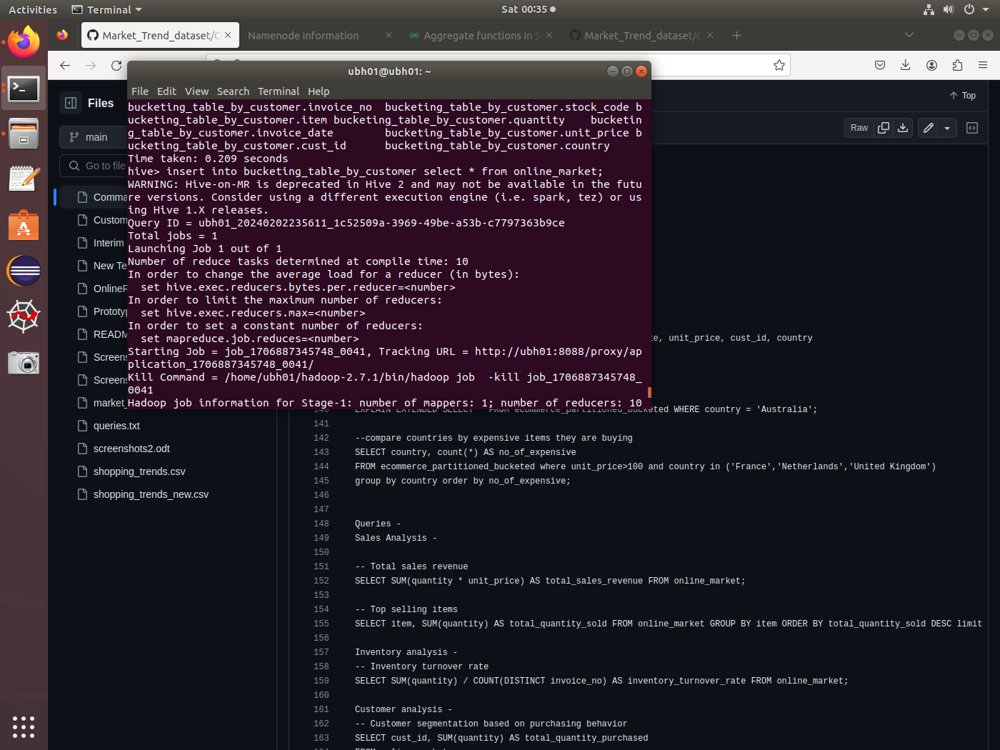 Activities
Terminal
Sat 00:35
Market_Trend_dataset/C
Namenode information
Aggregate functions in S
Market_Trend_dataset/C
ubh01@ubh01: ~
File Edit View Search Terminal Help
bucketing_table_by_customer.invoice_no  bucketing_table_by_customer.stock_code b
ucketing_table_by_customer.item bucketing_table_by_customer.quantity    bucketin
g_table_by_customer.invoice_date        bucketing_table_by_customer.unit_price b
ucketing_table_by_customer.cust_id      bucketing_table_by_customer.country
Time taken: 0.209 seconds
hive> insert into bucketing_table_by_customer select * from online_market;
WARNING: Hive-on-MR is deprecated in Hive 2 and may not be available in the futu
re versions. Consider using a different execution engine (i.e. spark, tez) or us
ing Hive 1.X releases.
Query ID = ubh01_20240202235611_1c52509a-3969-49be-a53b-c7797363b9ce
Total jobs = 1
Launching Job 1 out of 1
Number of reduce tasks determined at compile time: 10
In order to change the average load for a reducer (in bytes):
  set hive.exec.reducers.bytes.per.reducer=<number>
In order to limit the maximum number of reducers:
  set hive.exec.reducers.max=<number>
In order to set a constant number of reducers:
  set mapreduce.job.reduces=<number>
Starting Job = job_1706887345748_0041, Tracking URL = http://ubh01:8088/proxy/ap
plication_1706887345748_0041/
Kill Command = /home/ubh01/hadoop-2.7.1/bin/hadoop job  -kill job_1706887345748_
0041
Hadoop job information for Stage-1: number of mappers: 1; number of reducers: 10
Files
main
Go to file
Comma
Custom
Interim
New Te
OnlineR
Prototyp
READM
Screens
Screens
market_
queries.txt
screenshots2.odt
shopping_trends.csv
shopping_trends_new.csv
Top
Raw
e, unit_price, cust_id, country
140 EXPLAIN EXTENDED SELECT * FROM ecommerce_partitioned_bucketed WHERE country = 'Australia';
141
142 --compare countries by expensive items they are buying
143 SELECT country, count(*) AS no_of_expensive
144 FROM ecommerce_partitioned_bucketed where unit_price>100 and country in ('France','Netherlands','United Kingdom')
145 group by country order by no_of_expensive;
146
147
148 Queries -
149 Sales Analysis -
150
151 -- Total sales revenue
152 SELECT SUM(quantity * unit_price) AS total_sales_revenue FROM online_market;
153
154 -- Top selling items
155 SELECT item, SUM(quantity) AS total_quantity_sold FROM online_market GROUP BY item ORDER BY total_quantity_sold DESC limit
156
157 Inventory analysis -
158 -- Inventory turnover rate
159 SELECT SUM(quantity) / COUNT(DISTINCT invoice_no) AS inventory_turnover_rate FROM online_market;
160
161 Customer analysis -
162 -- Customer segmentation based on purchasing behavior
163 SELECT cust_id, SUM(quantity) AS total_quantity_purchased